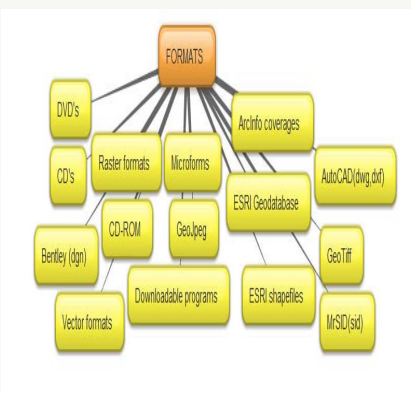 FORMATS
DVD's
ArcInfo coverages
CD's
Raster formats
Microforms
AutoCAD(dwg,dxf)
ESRI Geodatabase
CD-ROM
GeoJpeg
Bentley (dgn)
GeoTiff
Downloadable programs
ESRI shapefiles
Vector formats
MrSID(sid)